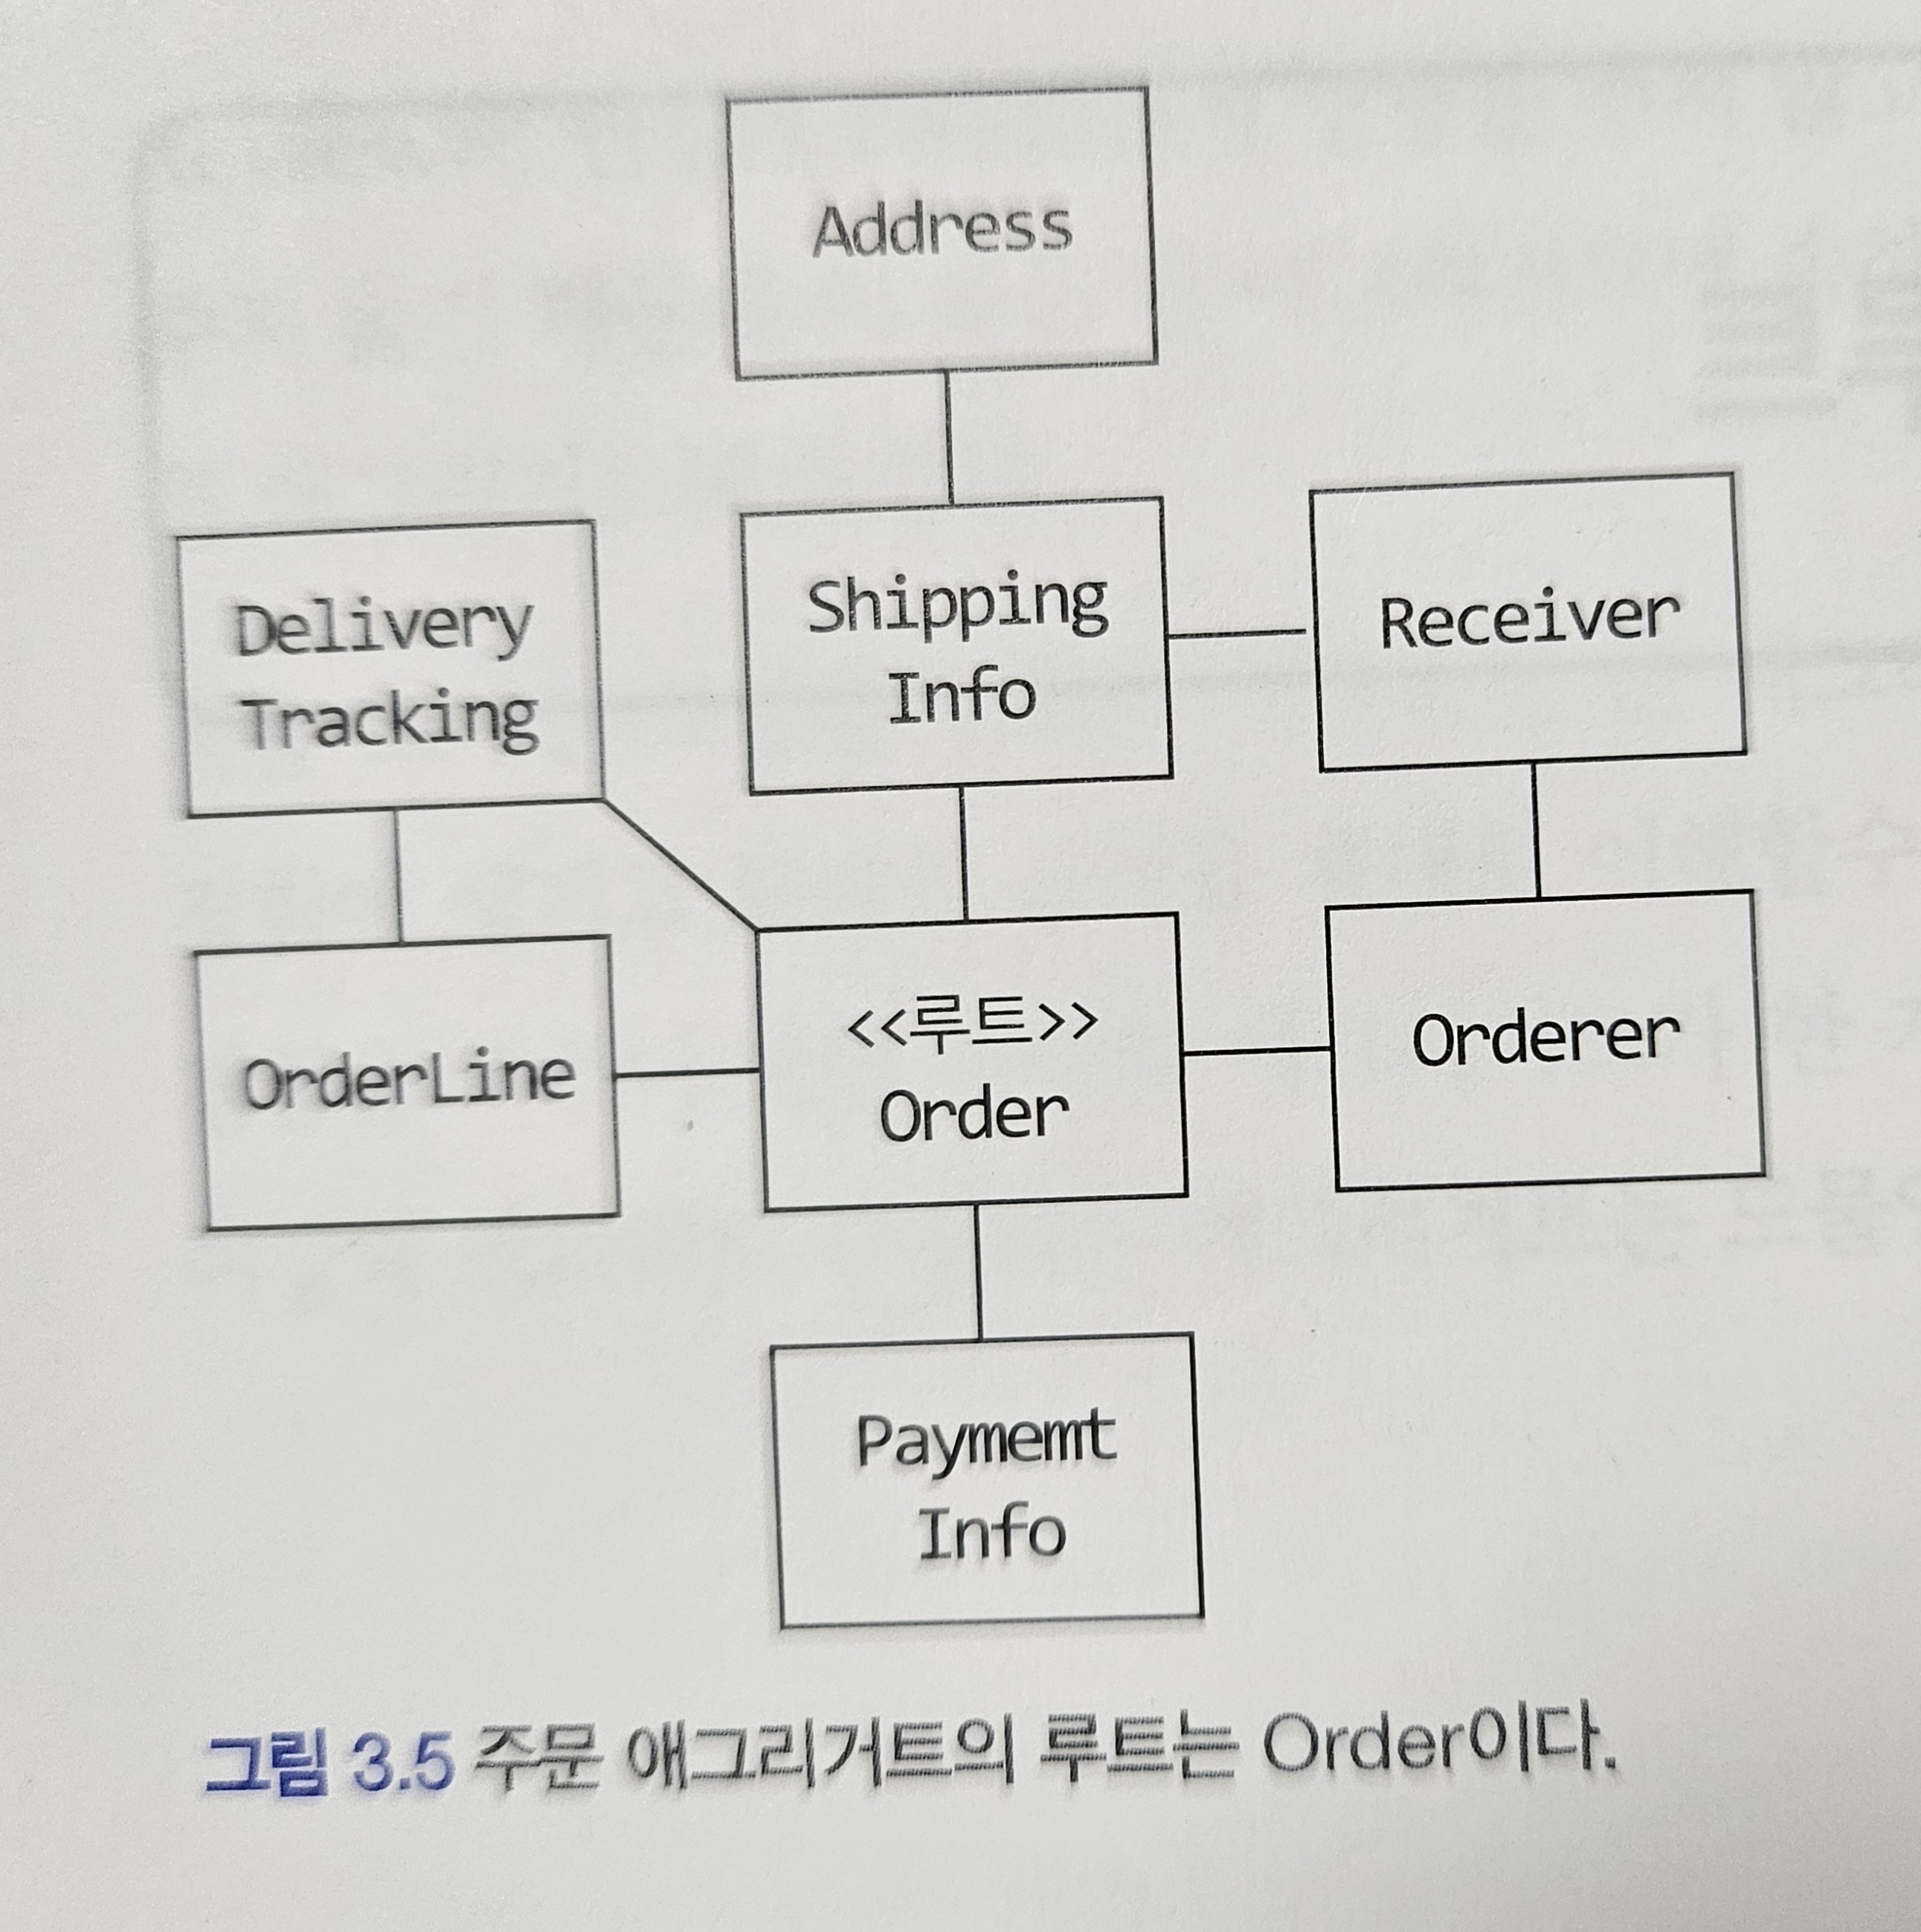 Address
Delivery
Tracking
Shipping
Info
Receiver
OrderLine
<<루트>>
Order
Orderer
Paymemt
Info
그림 3.5 주문 애그리거트의 루트는 Order이다.